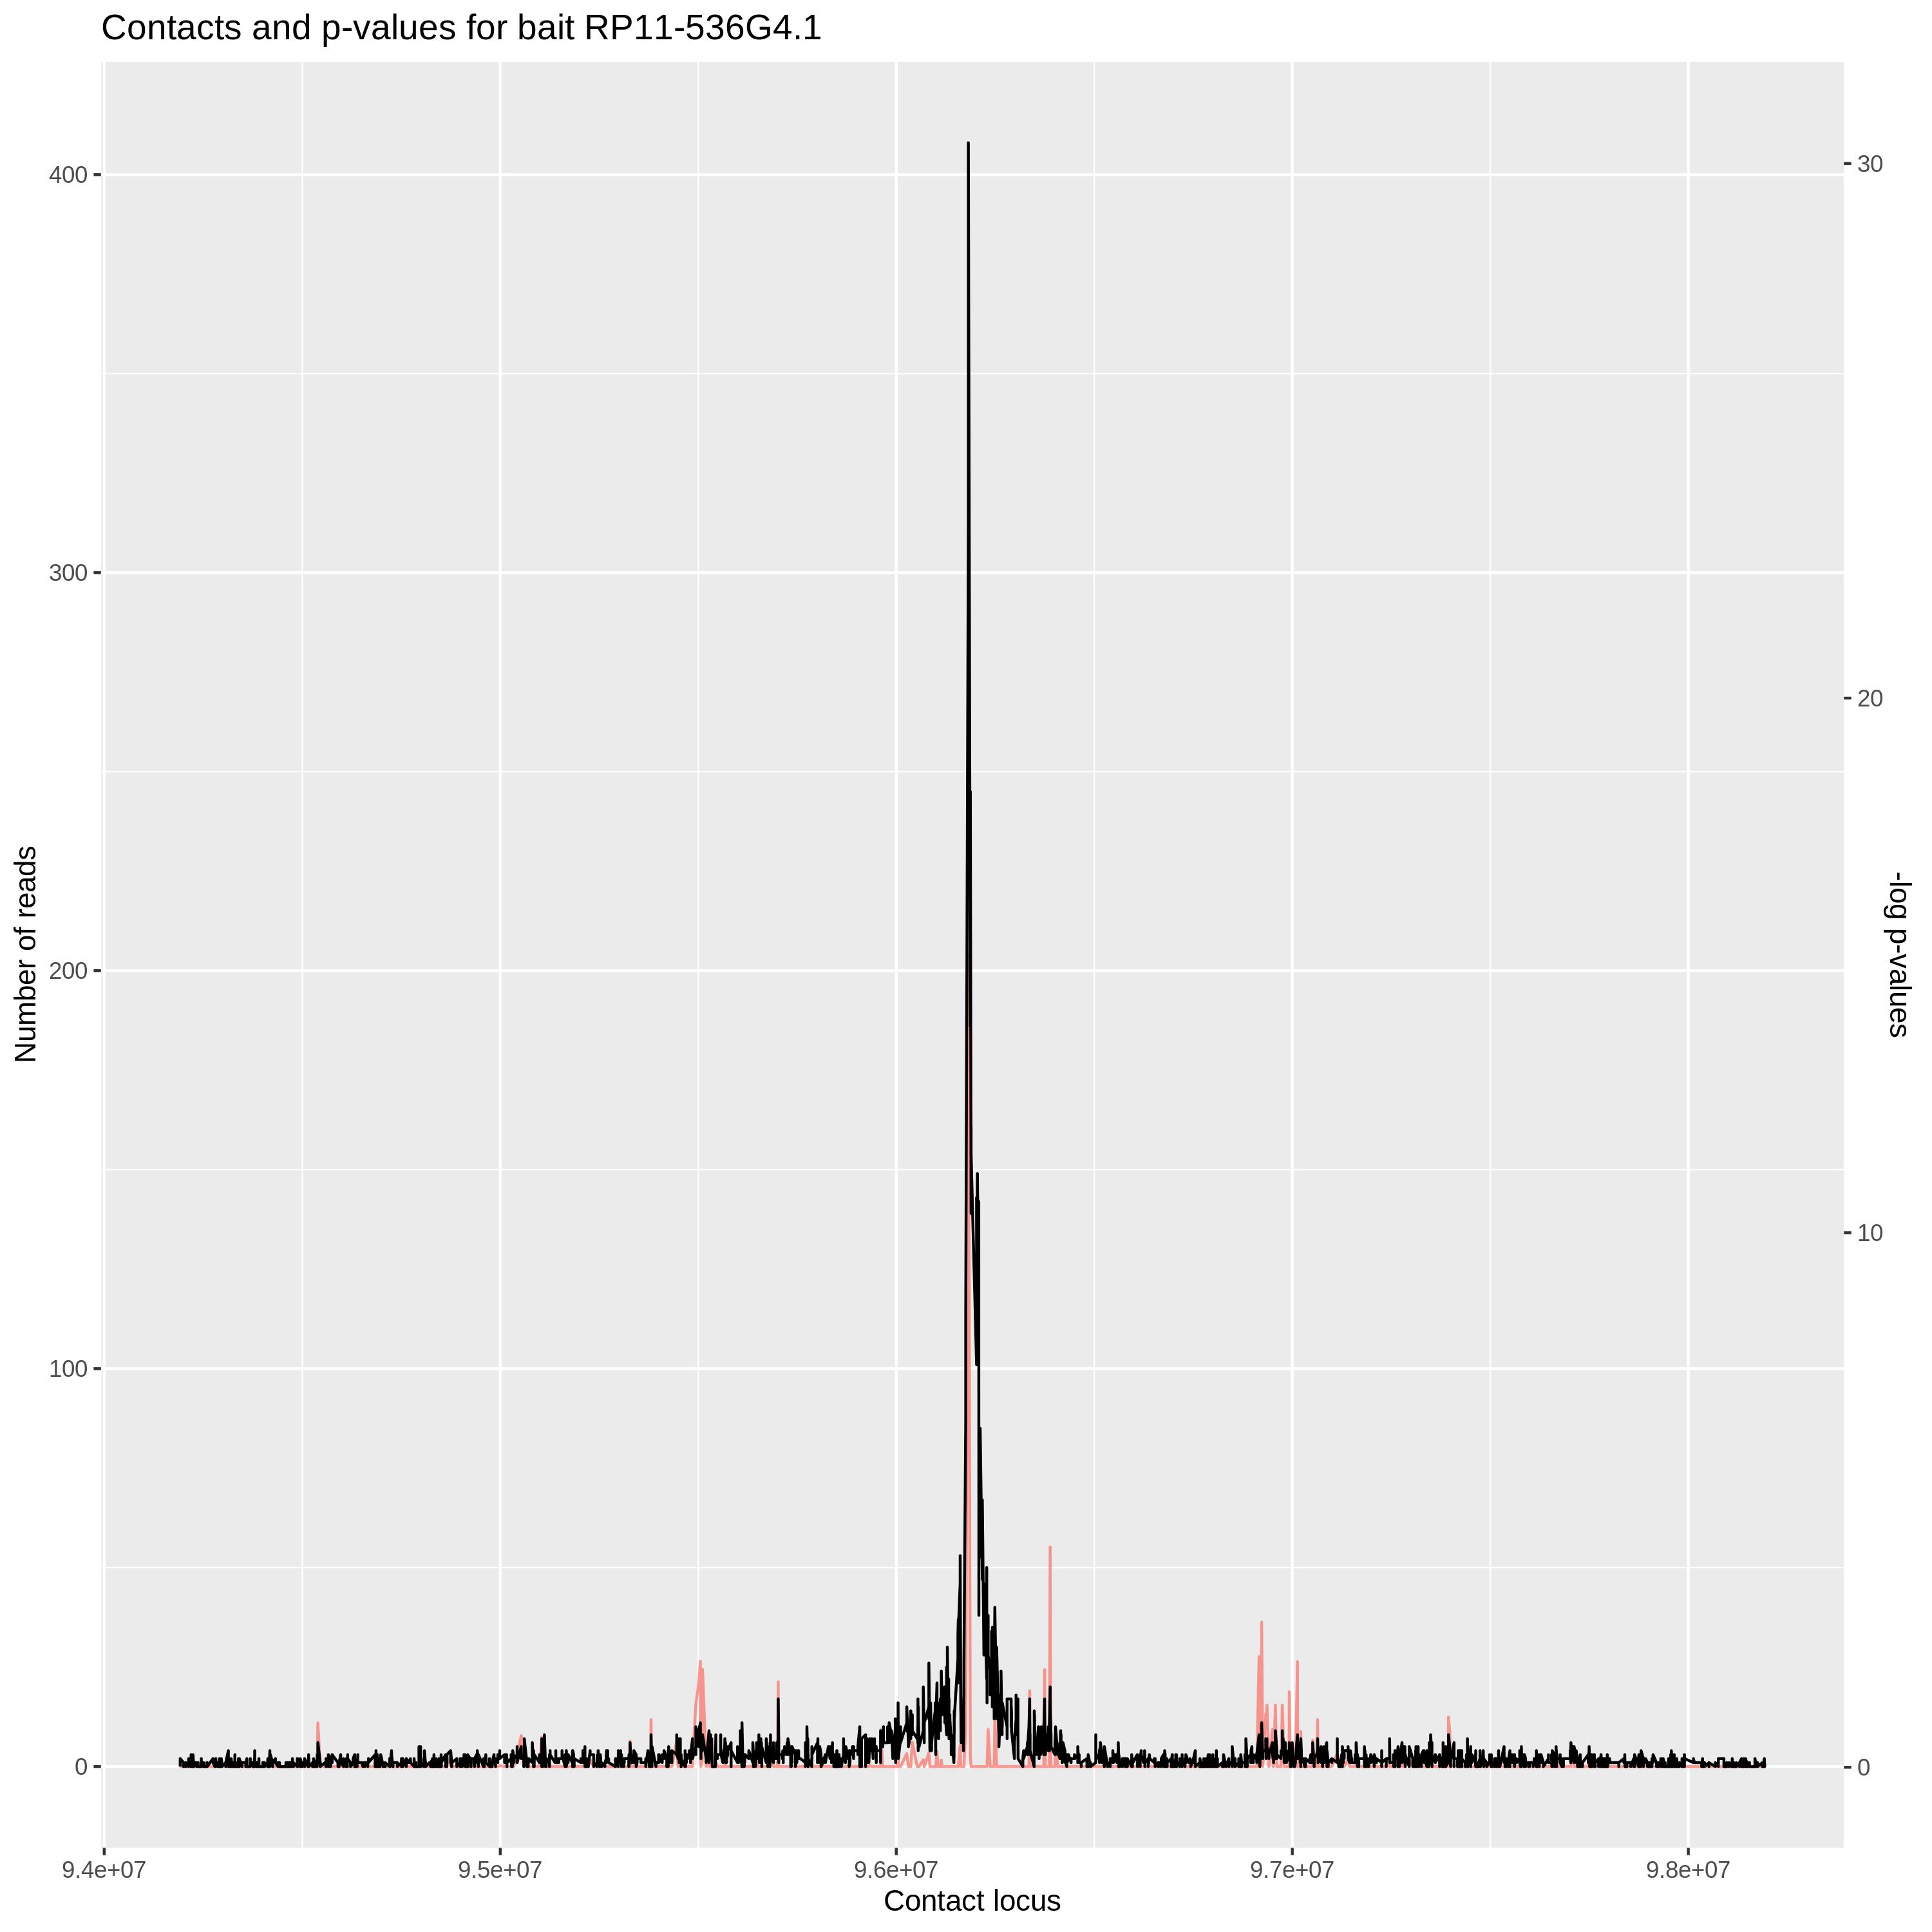 Contacts and p-values for bait RP11-536G4.1
400
300
200
100
0
30
20
10
0
Number of reads
-log p-values
9.4e+07
9.5e+07
9.6e+07
9.7e+07
9.8e+07
Contact locus